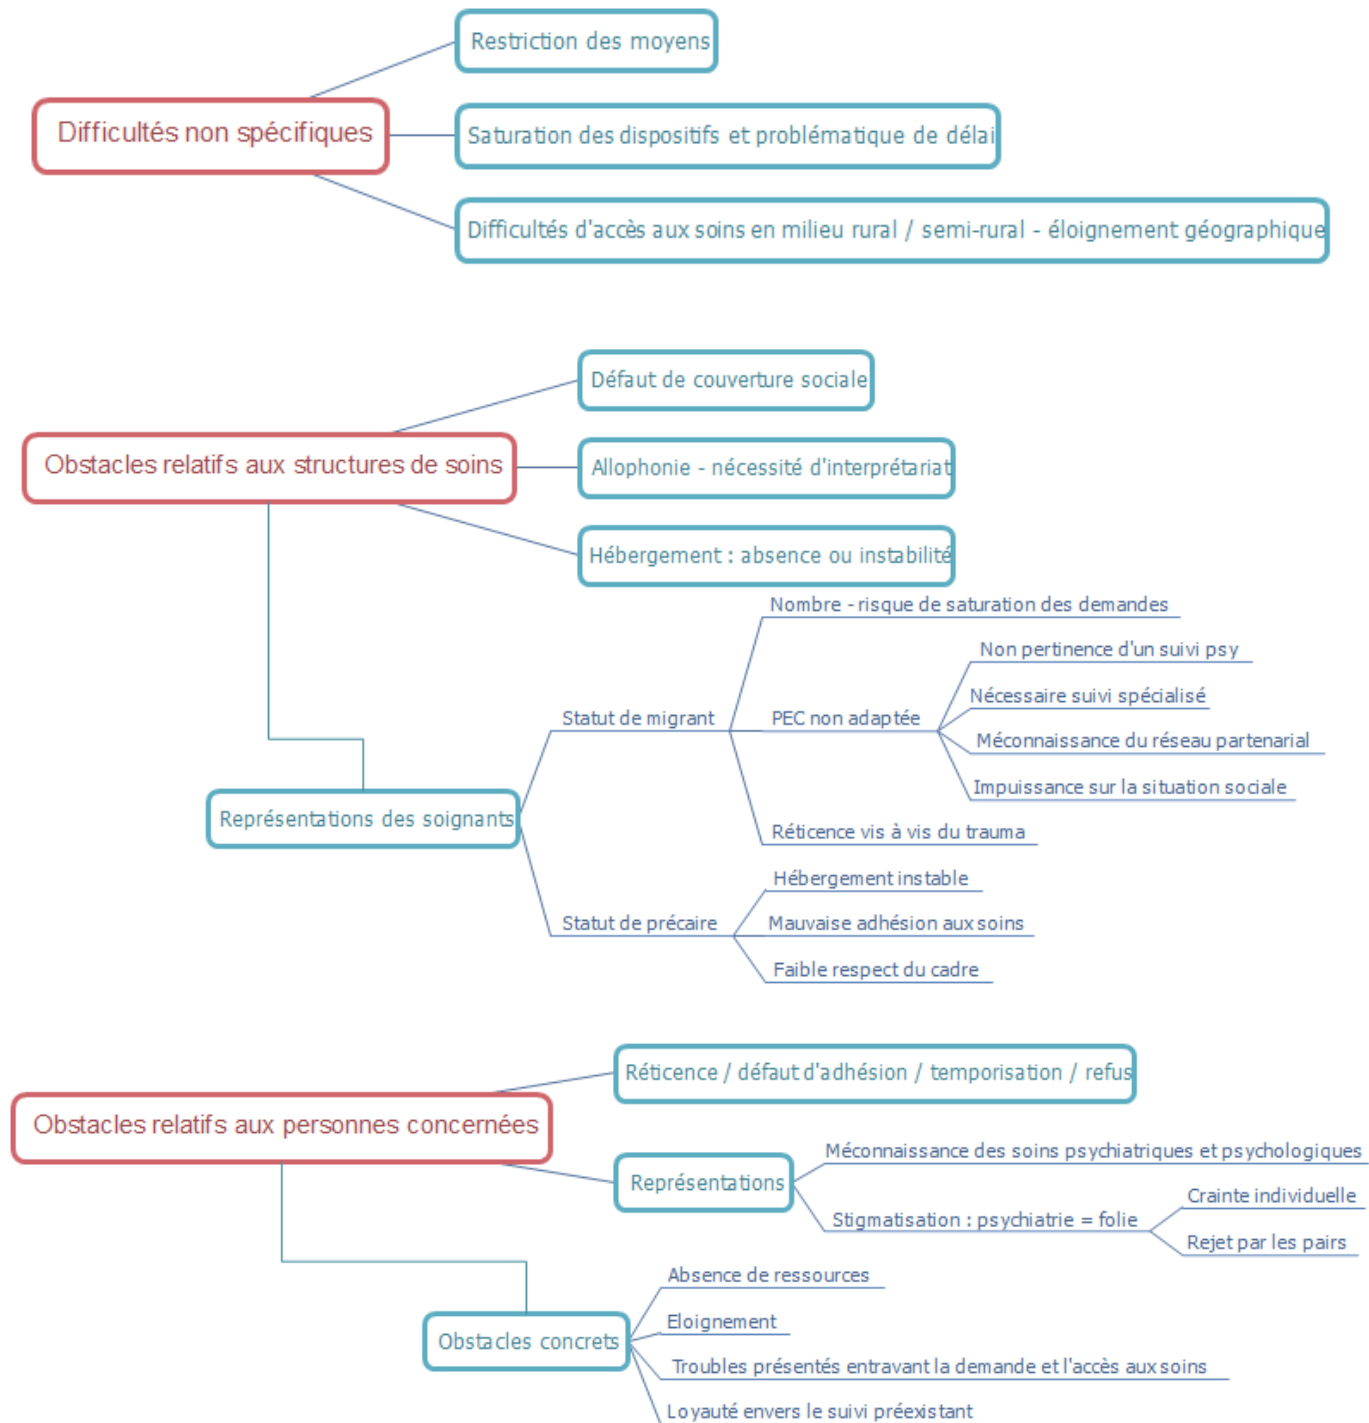 Restriction des moyens
Difficultés non spécifiques
Saturation des dispositifs et problématique de délai
Difficultés d'accès aux soins en milieu rural / semi-rural - éloignement géographique
Défaut de couverture sociale
Obstacles relatifs aux structures de soins
Allophonie - nécessité d'interprétariat
Hébergement : absence ou instabilité
Représentations des soignants
Statut de migrant
Nombre - risque de saturation des demandes
PEC non adaptée
Non pertinence d'un suivi psy
Nécessaire suivi spécialisé
Méconnaissance du réseau partenarial
Impuissance sur la situation sociale
Réticence vis à vis du trauma
Statut de précaire
Hébergement instable
Mauvaise adhésion aux soins
Faible respect du cadre
Obstacles relatifs aux personnes concernées
Réticence / défaut d'adhésion / temporisation / refus
Représentations
Méconnaissance des soins psychiatriques et psychologiques
Stigmatisation : psychiatrie = folie
Crainte individuelle
Rejet par les pairs
Obstacles concrets
Absence de ressources
Eloignement
Troubles présentés entravant la demande et l'accès aux soins
Loyauté envers le suivi préexistant